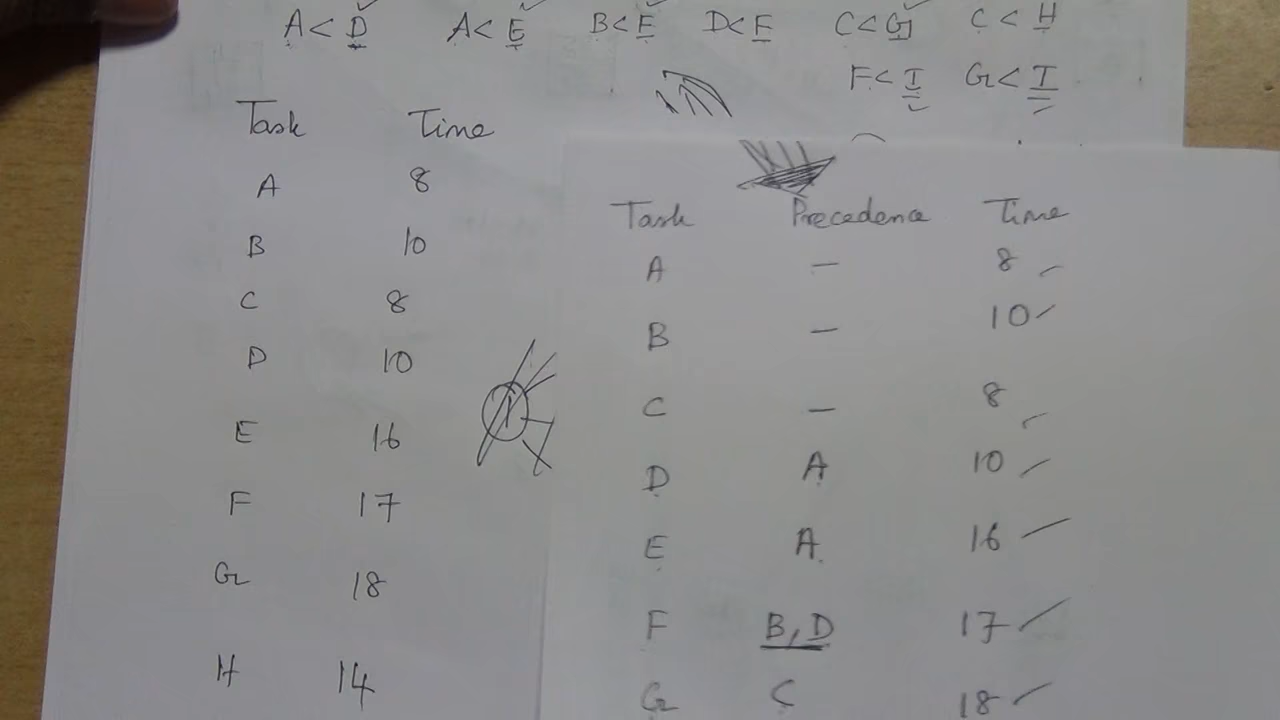 A < D A < E B < F D < F C < G C < H
F < I G < I
Task Time
A 8
B 10
C 8
D 10
E 16
F 17
G 18
H 14
Task Precedence Time
A — 8
B — 10
C — 8
D A 10
E A 16
F B, D 17
G C 18